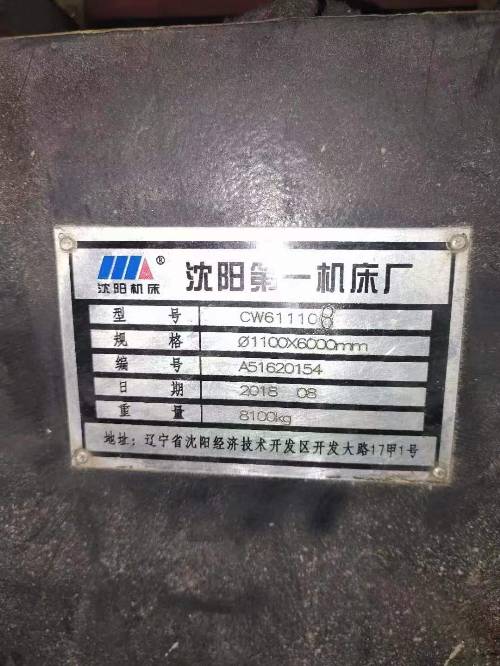 沈阳机床® 沈阳第一机床厂
型 号 CW611108
规 格 Ø1100X6000mm
编 号 A51620154
日 期 2018 08
重 量 8100kg
地址: 辽宁省沈阳经济技术开发区开发大路17甲1号